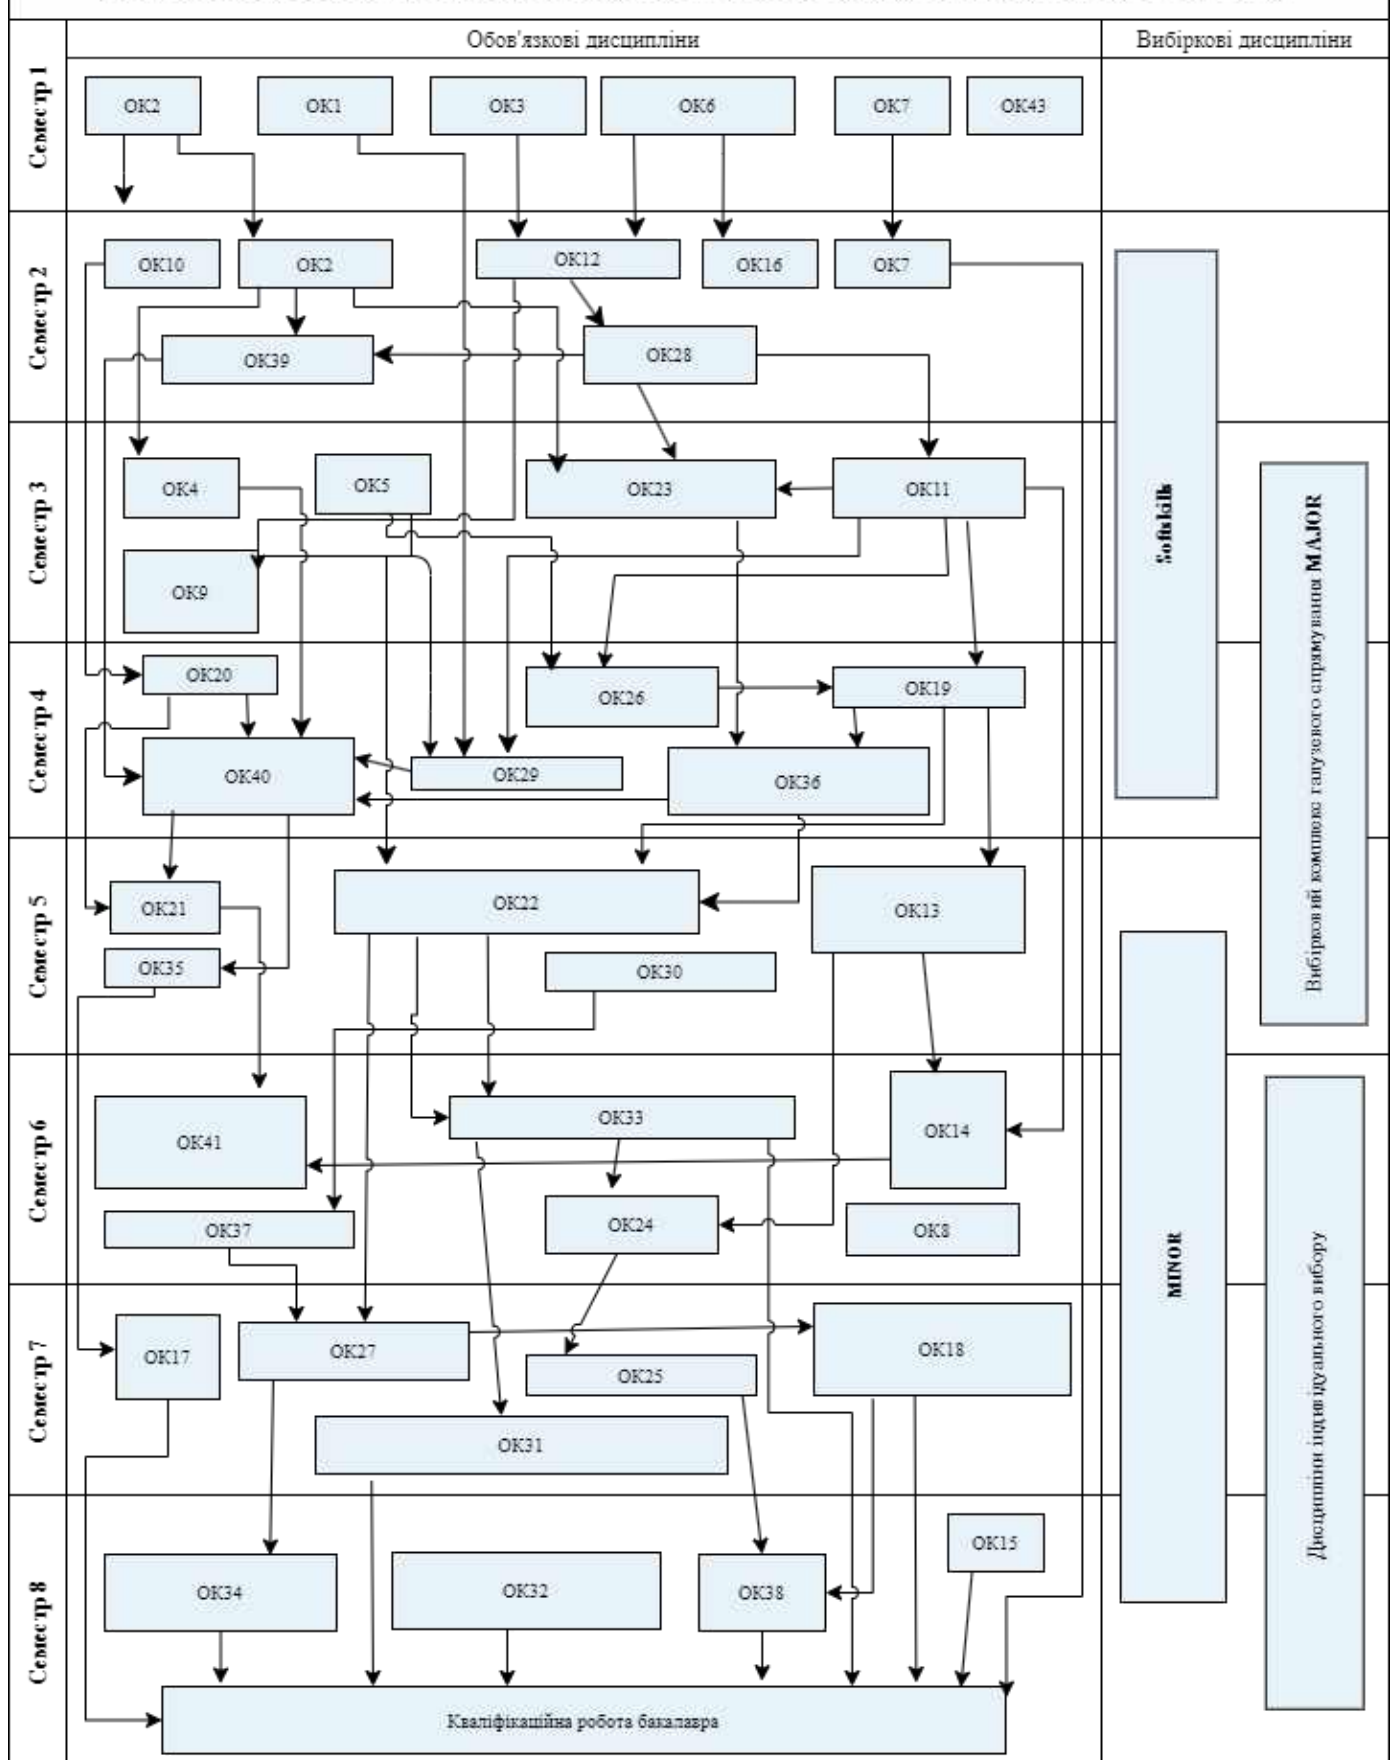 Обов'язкові дисципліни
Вибіркові дисципліни
Семестр 1
ОК2
ОК1
ОК3
ОК6
ОК7
ОК43
Семестр 2
ОК10
ОК2
ОК12
ОК16
ОК7
ОК39
ОК28
Семестр 3
ОК4
ОК5
ОК23
ОК11
ОК9
Семестр 4
ОК20
ОК26
ОК19
ОК40
ОК29
ОК36
Семестр 5
ОК21
ОК22
ОК13
ОК35
ОК30
Семестр 6
ОК41
ОК33
ОК14
ОК37
ОК24
ОК8
Семестр 7
ОК17
ОК27
ОК18
ОК25
ОК31
Семестр 8
ОК15
ОК34
ОК32
ОК38
Кваліфікаційна робота бакалавра
Softskills
Вибірковий комплекс галузевого спрямування MAJOR
MINOR
Дисципліни індивідуального вибору